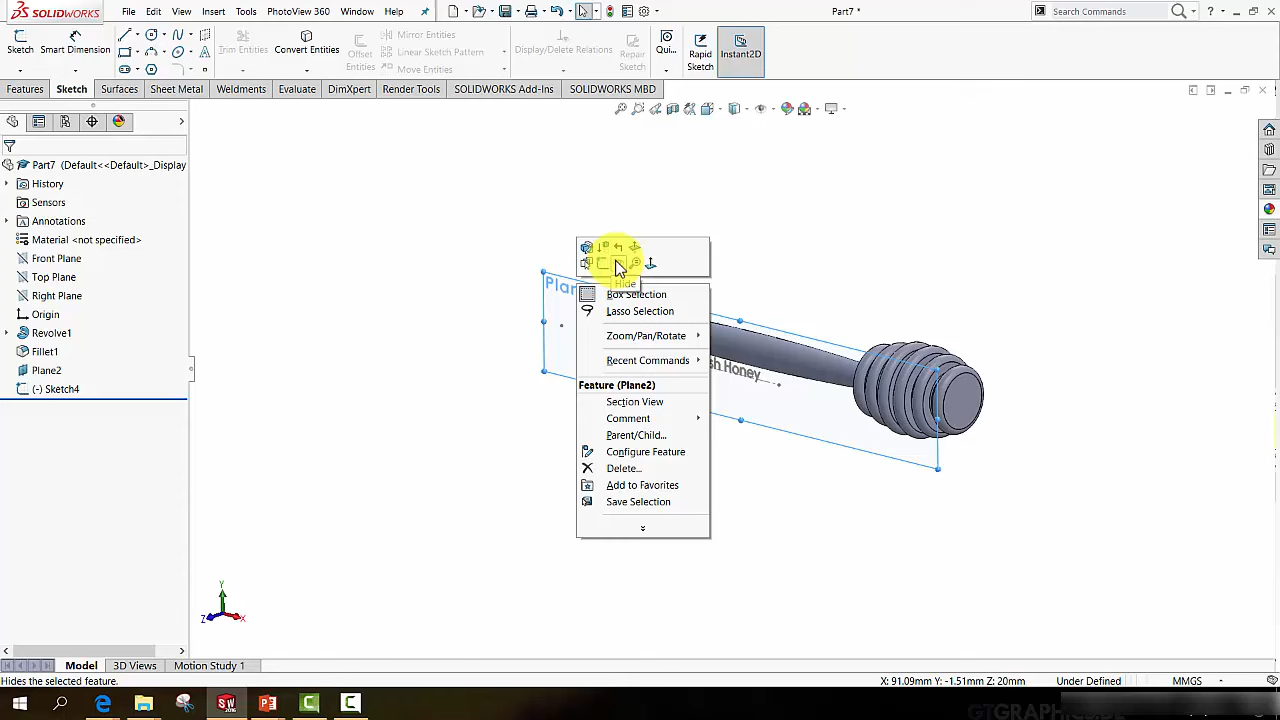 SOLIDWORKS
File Edit View Insert Tools PhotoView 360 Window Help
Part7 *
Search Commands
Sketch
Smart Dimension
Trim Entities
Convert Entities
Offset Entities
Mirror Entities
Linear Sketch Pattern
Move Entities
Display/Delete Relations
Repair Sketch
Qui...
Rapid Sketch
Instant2D
Features Sketch Surfaces Sheet Metal Weldments Evaluate DimXpert Render Tools SOLIDWORKS Add-Ins SOLIDWORKS MBD
Part7 (Default<<Default>_Display
History
Sensors
Annotations
Material <not specified>
Front Plane
Top Plane
Right Plane
Origin
Revolve1
Fillet1
Plane2
(-) Sketch4
Hide
Box Selection
Lasso Selection
Zoom/Pan/Rotate
Recent Commands
Feature (Plane2)
Section View
Comment
Parent/Child...
Configure Feature
Delete...
Add to Favorites
Save Selection
Plan
sh Honey
Y
Z
X
Model 3D Views Motion Study 1
Hides the selected feature.
X: 91.09mm Y: -1.51mm Z: 20mm
Under Defined
MMGS